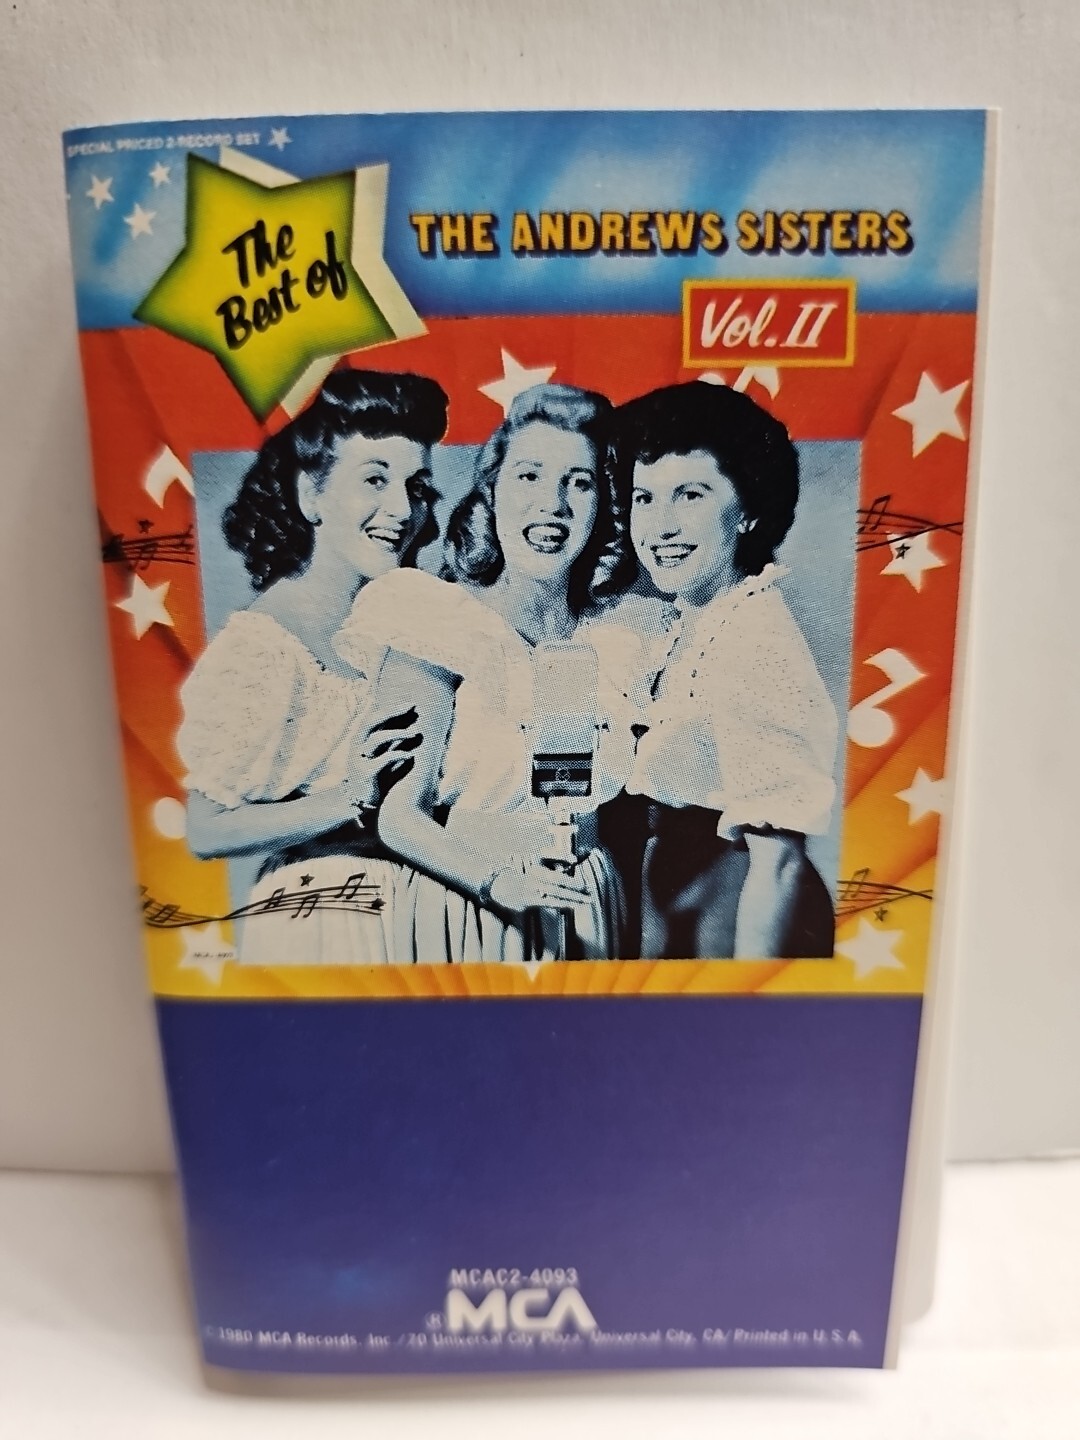 SPECIAL PRICED 2-RECORD SET
The
Best of
THE ANDREWS SISTERS
Vol. II
MCAC2-4093
® MCA
© 1980 MCA Records, Inc. / 70 Universal City Plaza, Universal City, CA / Printed in U.S.A.